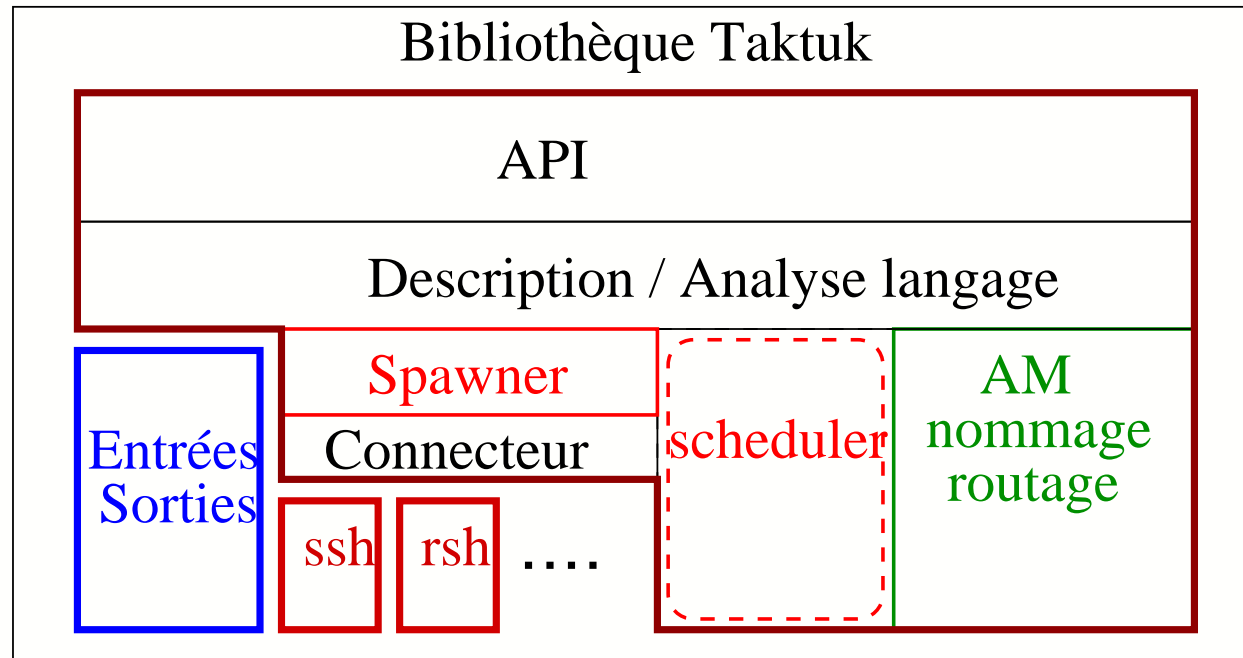 Bibliothèque Taktuk
API
Description / Analyse langage
Spawner
Connecteur
Entrées
Sorties
ssh
rsh
....
scheduler
AM
nommage
routage